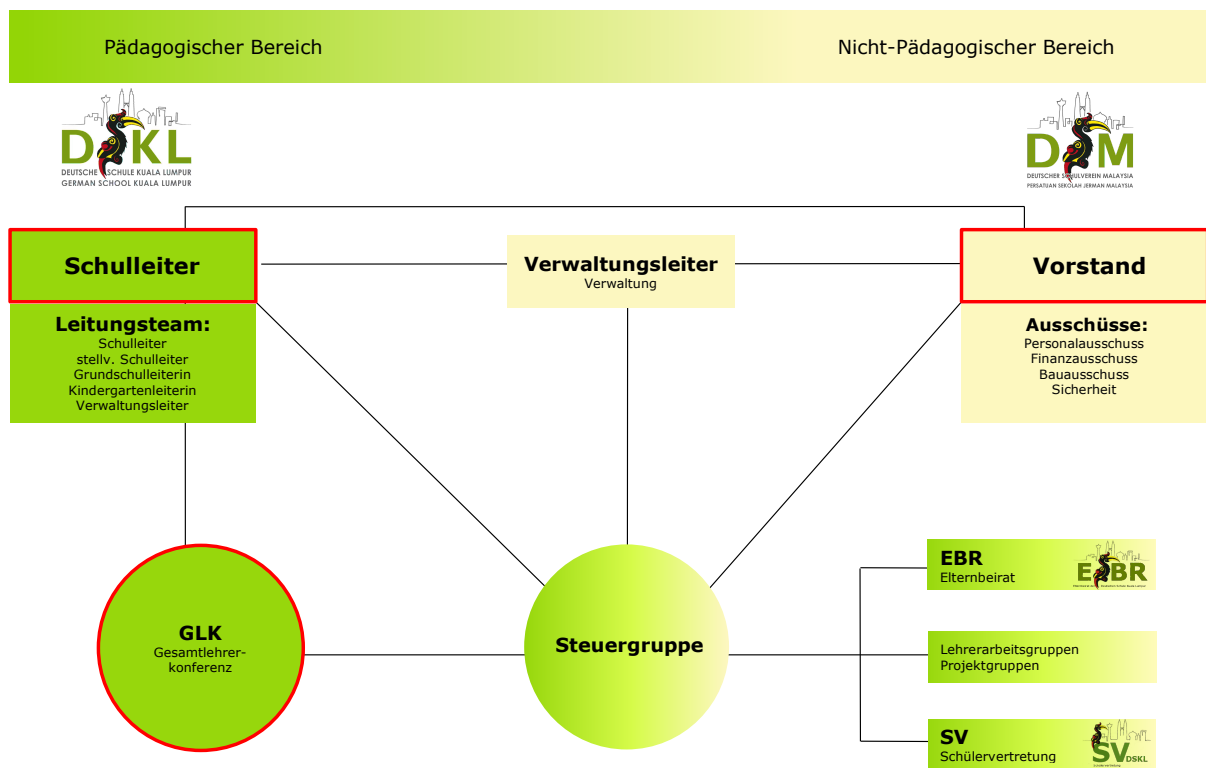 Pädagogischer Bereich
Nicht-Pädagogischer Bereich
DSKL
DEUTSCHE SCHULE KUALA LUMPUR
GERMAN SCHOOL KUALA LUMPUR
DSM
DEUTSCHER SCHULVEREIN MALAYSIA
PERSATUAN SEKOLAH JERMAN MALAYSIA
Schulleiter
Verwaltungsleiter
Verwaltung
Vorstand
Leitungsteam:
Schulleiter
stellv. Schulleiter
Grundschulleiterin
Kindergartenleiterin
Verwaltungsleiter
Ausschüsse:
Personalausschuss
Finanzausschuss
Bauausschuss
Sicherheit
GLK
Gesamtlehrer-
konferenz
Steuergruppe
EBR
Elternbeirat
EBR
Lehrerarbeitsgruppen
Projektgruppen
SV
Schülervertretung
SV DSKL